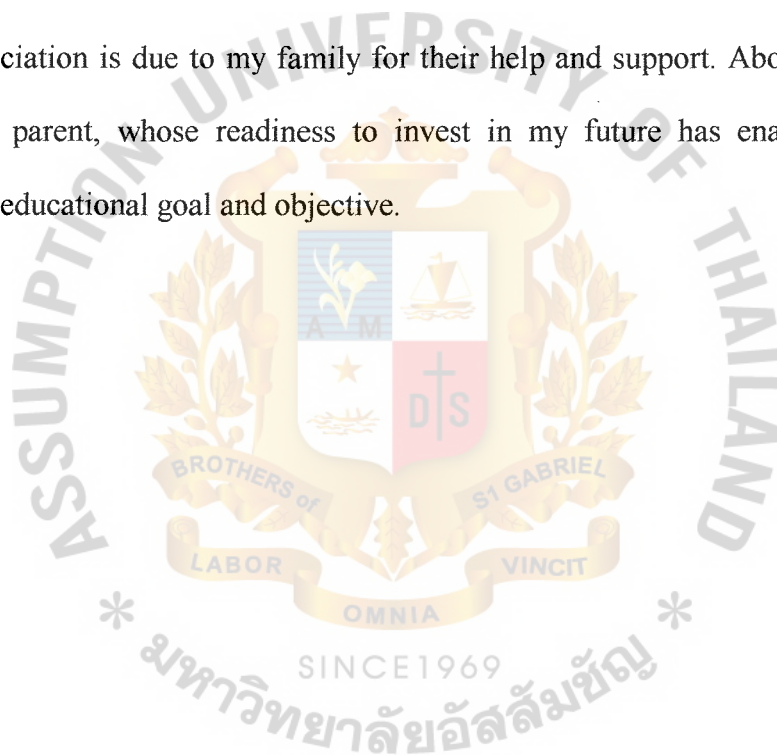 ciation is due to my family for their help and support. Abo
parent, whose readiness to invest in my future has ena
educational goal and objective.
ASSUMPTION UNIVERSITY OF THAILAND
A M
D S
BROTHERS of
S1 GABRIEL
LABOR
VINCIT
OMNIA
SINCE1969
* มหาวิทยาลัยอัสสัมชัญ *